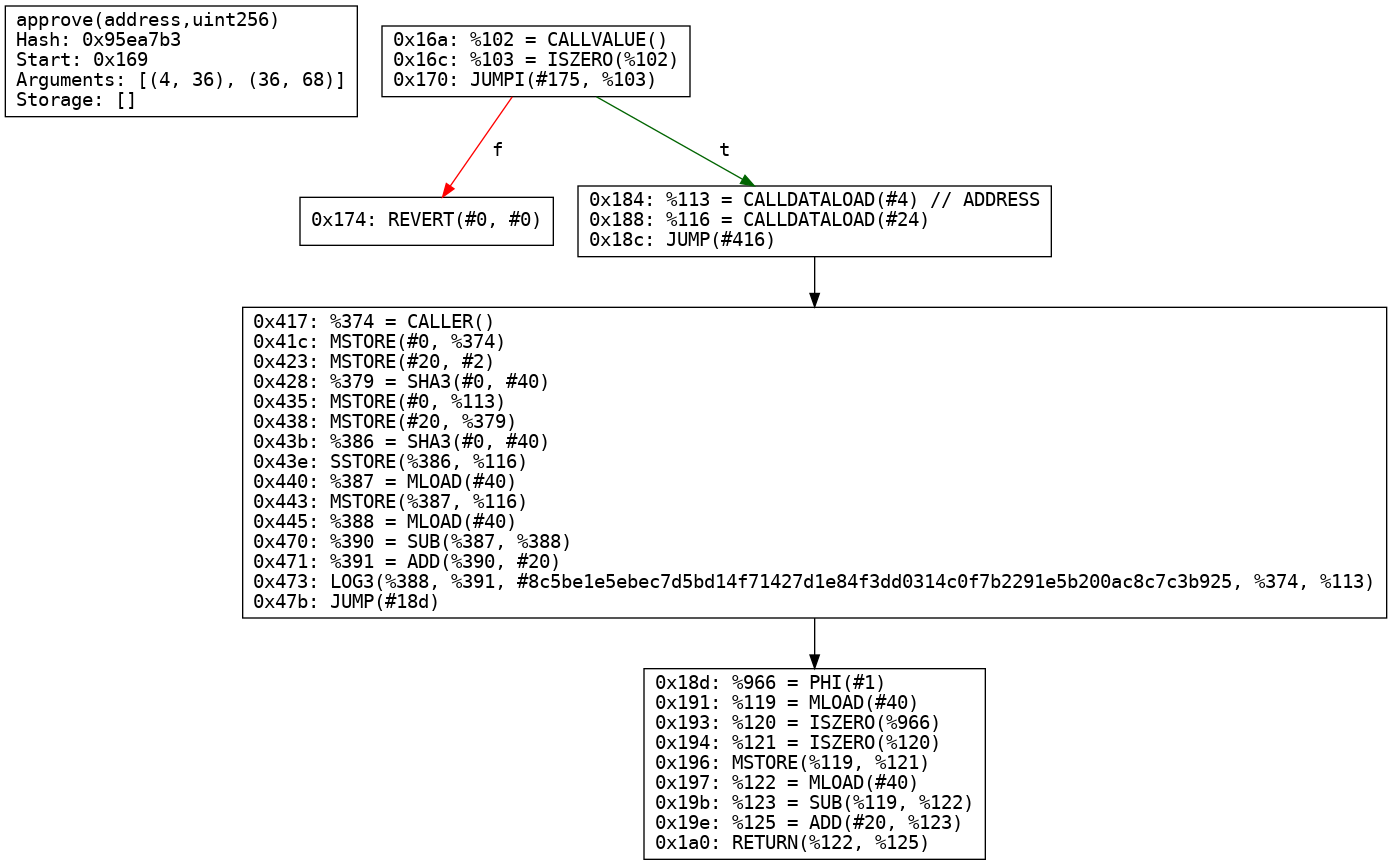 approve(address,uint256)
Hash: 0x95ea7b3
Start: 0x169
Arguments: [(4, 36), (36, 68)]
Storage: []
0x16a: %102 = CALLVALUE()
0x16c: %103 = ISZERO(%102)
0x170: JUMPI(#175, %103)
f
t
0x174: REVERT(#0, #0)
0x184: %113 = CALLDATALOAD(#4) // ADDRESS
0x188: %116 = CALLDATALOAD(#24)
0x18c: JUMP(#416)
0x417: %374 = CALLER()
0x41c: MSTORE(#0, %374)
0x423: MSTORE(#20, #2)
0x428: %379 = SHA3(#0, #40)
0x435: MSTORE(#0, %113)
0x438: MSTORE(#20, %379)
0x43b: %386 = SHA3(#0, #40)
0x43e: SSTORE(%386, %116)
0x440: %387 = MLOAD(#40)
0x443: MSTORE(%387, %116)
0x445: %388 = MLOAD(#40)
0x470: %390 = SUB(%387, %388)
0x471: %391 = ADD(%390, #20)
0x473: LOG3(%388, %391, #8c5be1e5ebec7d5bd14f71427d1e84f3dd0314c0f7b2291e5b200ac8c7c3b925, %374, %113)
0x47b: JUMP(#18d)
0x18d: %966 = PHI(#1)
0x191: %119 = MLOAD(#40)
0x193: %120 = ISZERO(%966)
0x194: %121 = ISZERO(%120)
0x196: MSTORE(%119, %121)
0x197: %122 = MLOAD(#40)
0x19b: %123 = SUB(%119, %122)
0x19e: %125 = ADD(#20, %123)
0x1a0: RETURN(%122, %125)